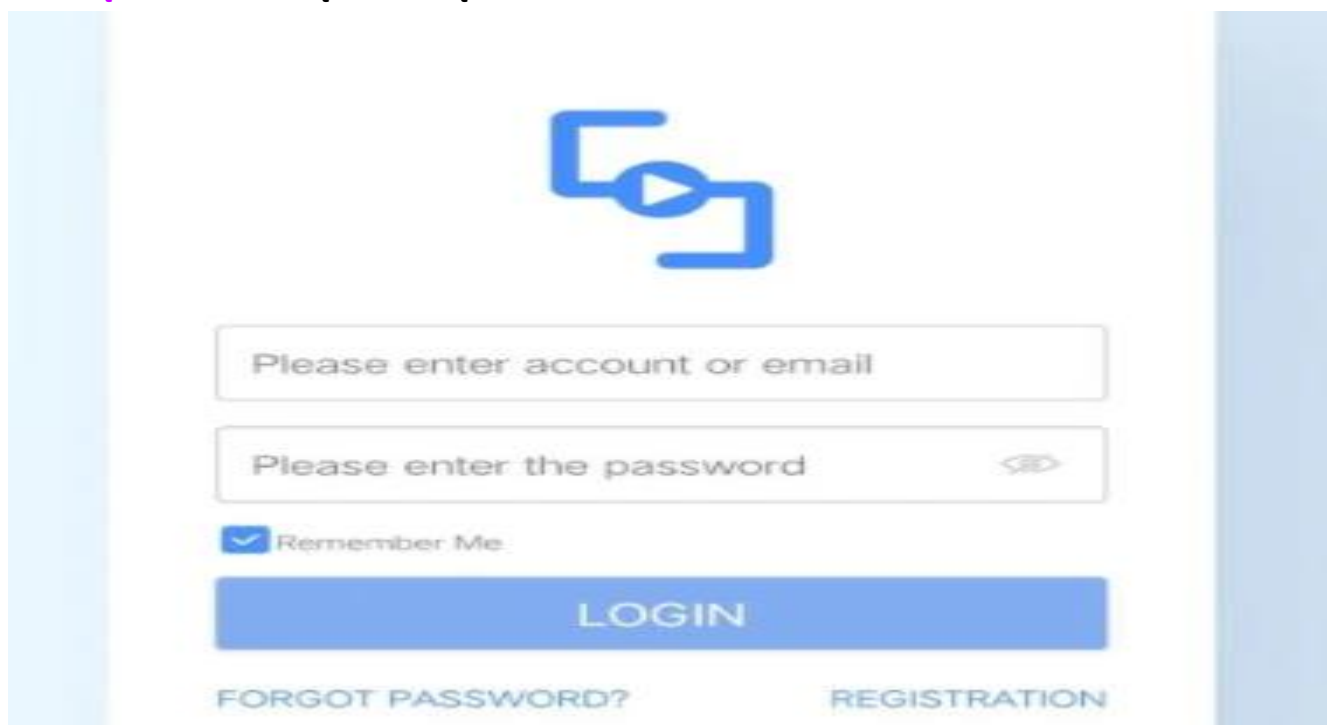 Please enter account or email
Please enter the password
Remember Me
LOGIN
FORGOT PASSWORD? REGISTRATION